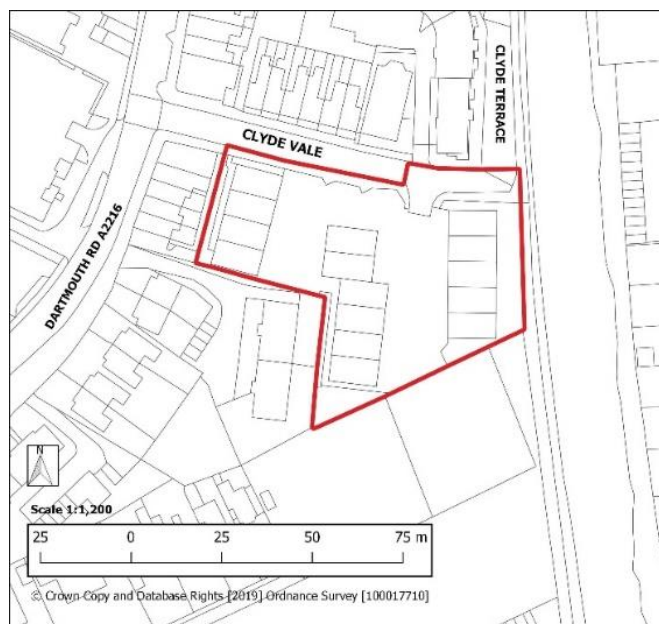 CLYDE TERRACE
CLYDE VALE
DARTMOUTH RD A2216
N
Scale 1:1,200
25 0 25 50 75 m
© Crown Copy and Database Rights [2019] Ordnance Survey [100017710]